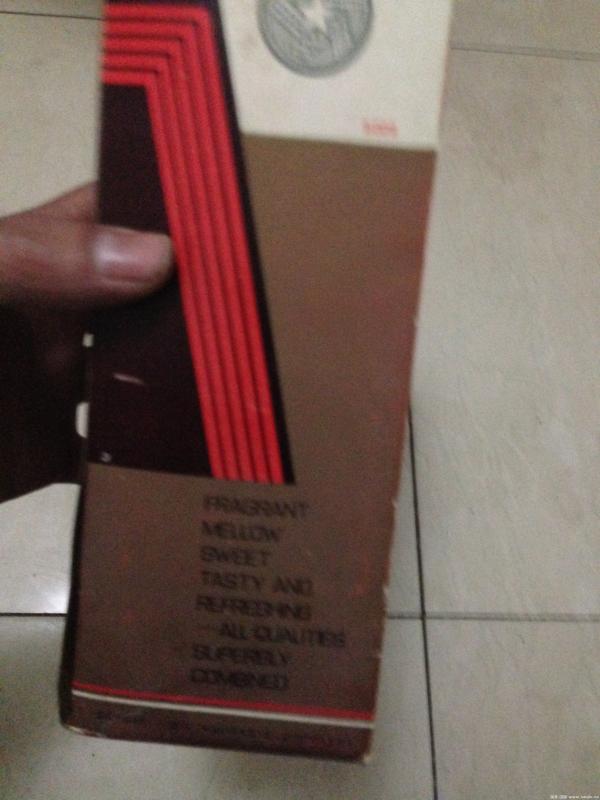 FRAGRANT
MELLOW
SWEET
TASTY AND
REFRESHING
—ALL QUALITIES
SUPERBLY
COMBINED